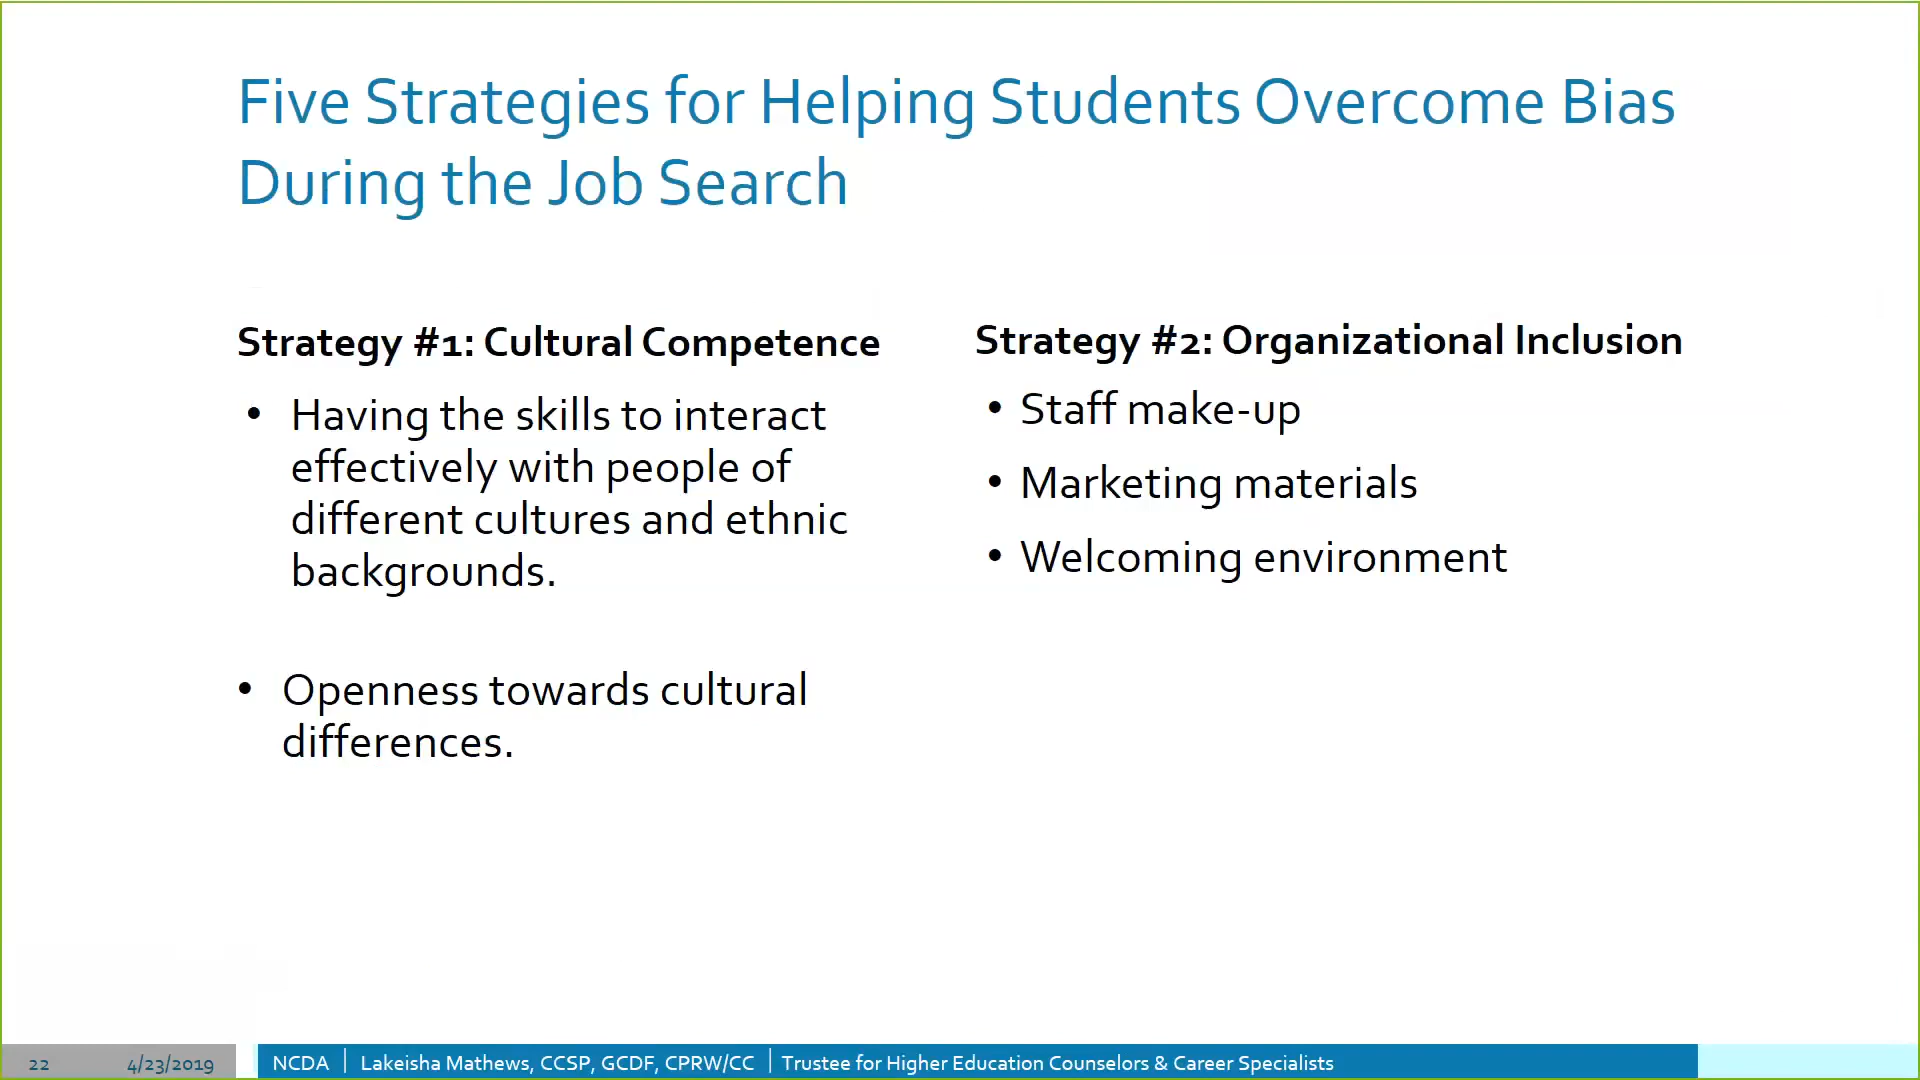 Five Strategies for Helping Students Overcome Bias
During the Job Search
Strategy #1: Cultural Competence
• Having the skills to interact
effectively with people of
different cultures and ethnic
backgrounds.
• Openness towards cultural
differences.
Strategy #2: Organizational Inclusion
• Staff make-up
• Marketing materials
• Welcoming environment
22 4/23/2019 NCDA | Lakeisha Mathews, CCSP, GCDF, CPRW/CC | Trustee for Higher Education Counselors & Career Specialists